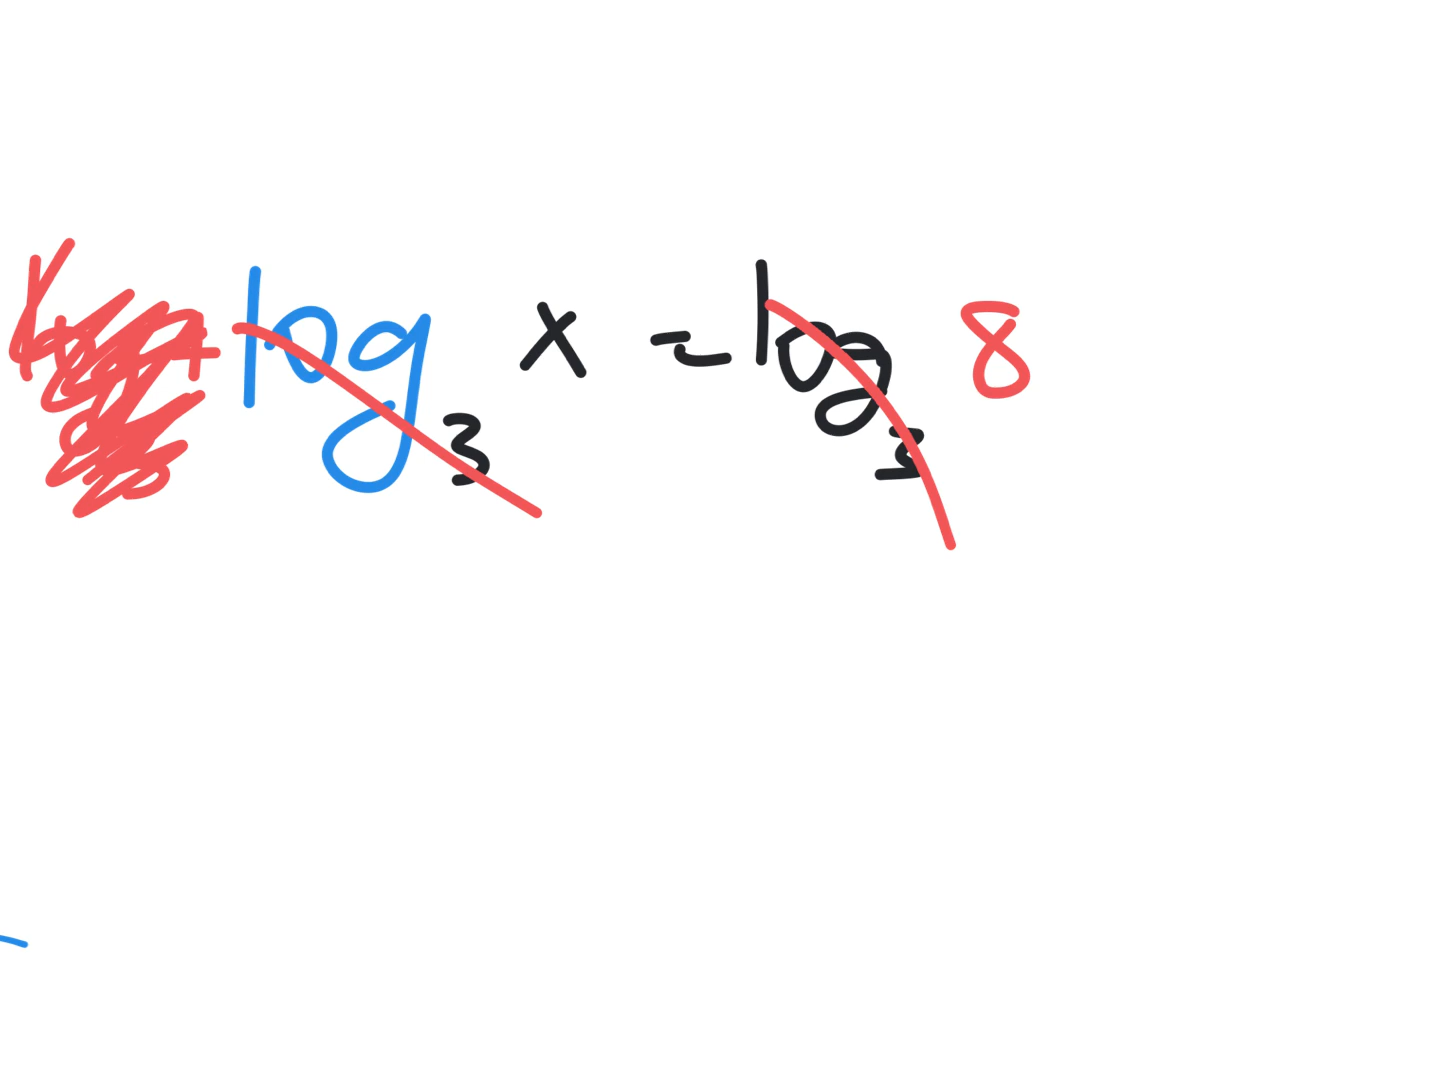 log₃ x = log₃ 8